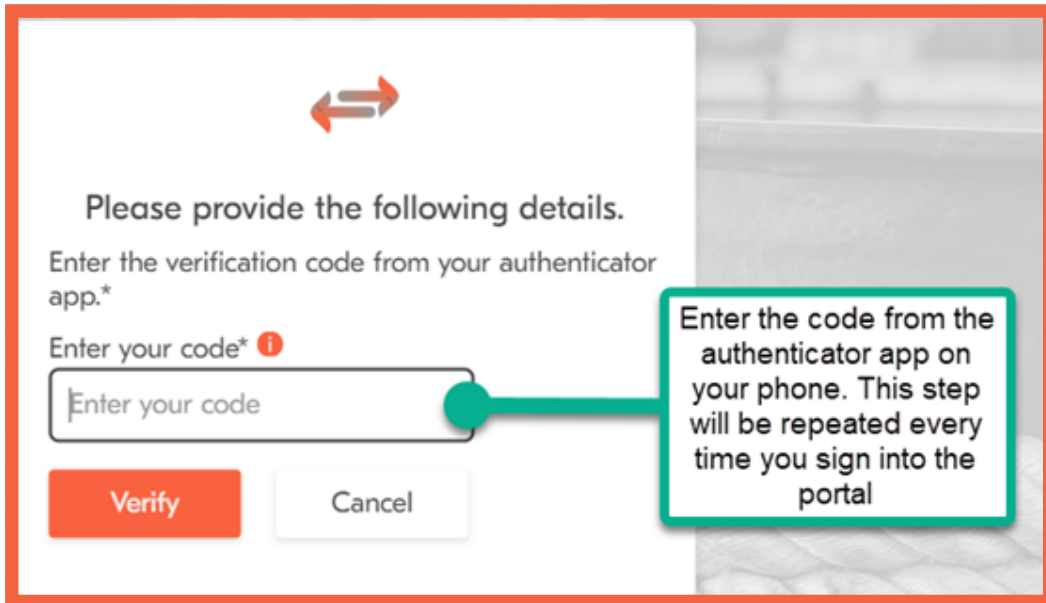 Please provide the following details.
Enter the verification code from your authenticator
app.*
Enter your code*
Enter your code
Verify
Cancel
Enter the code from the
authenticator app on
your phone. This step
will be repeated every
time you sign into the
portal